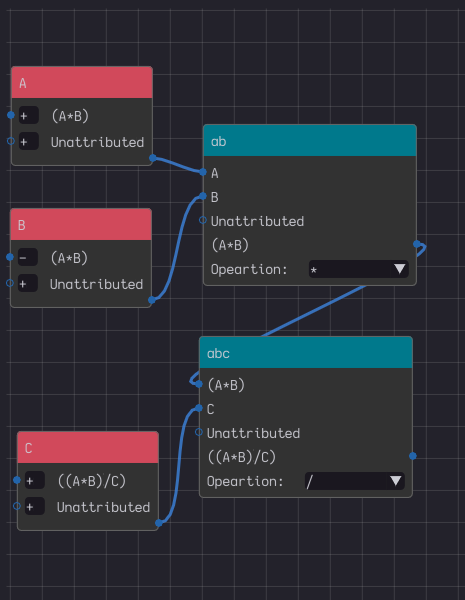 A
+ (A*B)
+ Unattributed
ab
A
B
Unattributed
(A*B)
Opeartion: * ▼
B
- (A*B)
+ Unattributed
abc
(A*B)
C
Unattributed
((A*B)/C)
Opeartion: / ▼
C
+ ((A*B)/C)
+ Unattributed